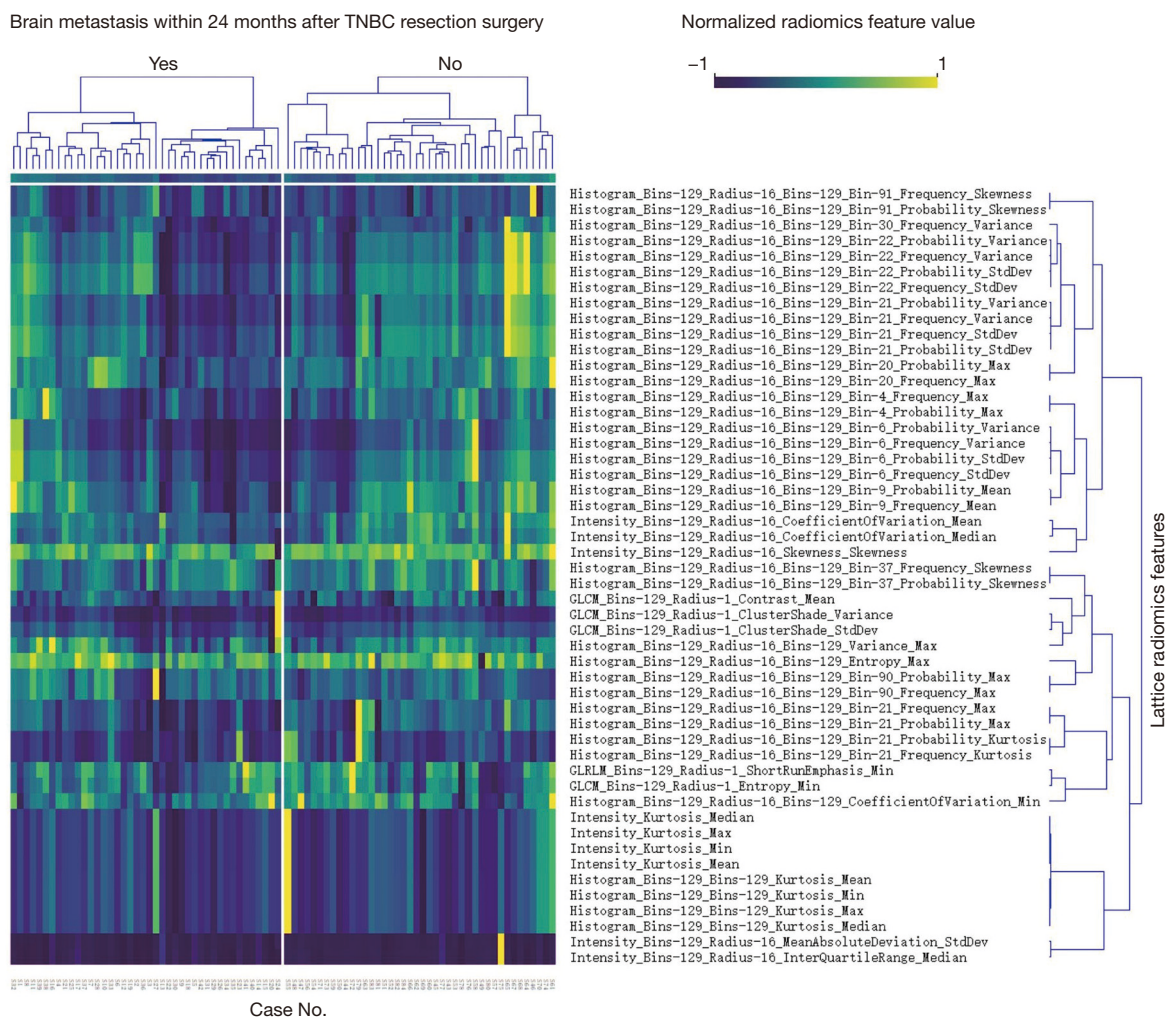 Brain metastasis within 24 months after TNBC resection surgery
Normalized radiomics feature value
Yes
No
−1
1
Histogram_Bins-129_Radius-16_Bins-129_Bin-91_Frequency_Skewness
Histogram_Bins-129_Radius-16_Bins-129_Bin-91_Probability_Skewness
Histogram_Bins-129_Radius-16_Bins-129_Bin-30_Frequency_Variance
Histogram_Bins-129_Radius-16_Bins-129_Bin-22_Probability_Variance
Histogram_Bins-129_Radius-16_Bins-129_Bin-22_Frequency_Variance
Histogram_Bins-129_Radius-16_Bins-129_Bin-22_Probability_StdDev
Histogram_Bins-129_Radius-16_Bins-129_Bin-22_Frequency_StdDev
Histogram_Bins-129_Radius-16_Bins-129_Bin-21_Probability_Variance
Histogram_Bins-129_Radius-16_Bins-129_Bin-21_Frequency_Variance
Histogram_Bins-129_Radius-16_Bins-129_Bin-21_Frequency_StdDev
Histogram_Bins-129_Radius-16_Bins-129_Bin-21_Probability_StdDev
Histogram_Bins-129_Radius-16_Bins-129_Bin-20_Probability_Max
Histogram_Bins-129_Radius-16_Bins-129_Bin-20_Frequency_Max
Histogram_Bins-129_Radius-16_Bins-129_Bin-4_Frequency_Max
Histogram_Bins-129_Radius-16_Bins-129_Bin-4_Probability_Max
Histogram_Bins-129_Radius-16_Bins-129_Bin-6_Probability_Variance
Histogram_Bins-129_Radius-16_Bins-129_Bin-6_Frequency_Variance
Histogram_Bins-129_Radius-16_Bins-129_Bin-6_Probability_StdDev
Histogram_Bins-129_Radius-16_Bins-129_Bin-6_Frequency_StdDev
Histogram_Bins-129_Radius-16_Bins-129_Bin-9_Probability_Mean
Histogram_Bins-129_Radius-16_Bins-129_Bin-9_Frequency_Mean
Intensity_Bins-129_Radius-16_CoefficientOfVariation_Mean
Intensity_Bins-129_Radius-16_CoefficientOfVariation_Median
Intensity_Bins-129_Radius-16_Skewness_Skewness
Histogram_Bins-129_Radius-16_Bins-129_Bin-37_Frequency_Skewness
Histogram_Bins-129_Radius-16_Bins-129_Bin-37_Probability_Skewness
GLCM_Bins-129_Radius-1_Contrast_Mean
GLCM_Bins-129_Radius-1_ClusterShade_Variance
GLCM_Bins-129_Radius-1_ClusterShade_StdDev
Histogram_Bins-129_Radius-16_Bins-129_Variance_Max
Histogram_Bins-129_Radius-16_Bins-129_Entropy_Max
Histogram_Bins-129_Radius-16_Bins-129_Bin-90_Probability_Max
Histogram_Bins-129_Radius-16_Bins-129_Bin-90_Frequency_Max
Histogram_Bins-129_Radius-16_Bins-129_Bin-21_Frequency_Max
Histogram_Bins-129_Radius-16_Bins-129_Bin-21_Probability_Max
Histogram_Bins-129_Radius-16_Bins-129_Bin-21_Probability_Kurtosis
Histogram_Bins-129_Radius-16_Bins-129_Bin-21_Frequency_Kurtosis
GLRLM_Bins-129_Radius-1_ShortRunEmphasis_Min
GLCM_Bins-129_Radius-1_Entropy_Min
Histogram_Bins-129_Radius-16_Bins-129_CoefficientOfVariation_Min
Intensity_Kurtosis_Median
Intensity_Kurtosis_Max
Intensity_Kurtosis_Min
Intensity_Kurtosis_Mean
Histogram_Bins-129_Bins-129_Kurtosis_Mean
Histogram_Bins-129_Bins-129_Kurtosis_Min
Histogram_Bins-129_Bins-129_Kurtosis_Max
Histogram_Bins-129_Bins-129_Kurtosis_Median
Intensity_Bins-129_Radius-16_MeanAbsoluteDeviation_StdDev
Intensity_Bins-129_Radius-16_InterQuartileRange_Median
Lattice radiomics features
Case No.